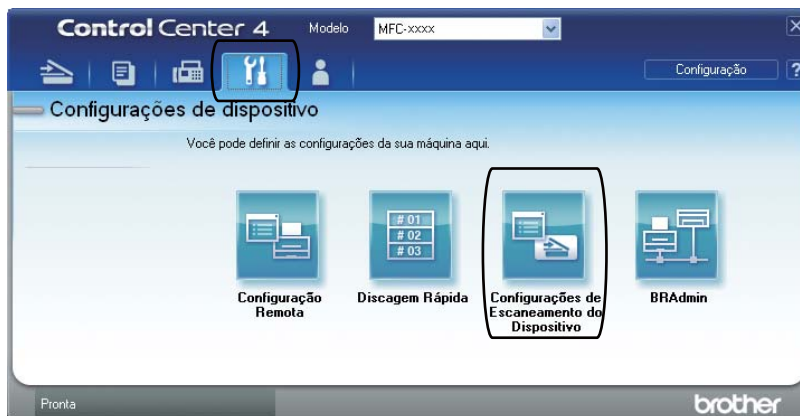 Control Center 4
Modelo
MFC-xxxx
Configuração
?
Configurações de dispositivo
Você pode definir as configurações da sua máquina aqui.
# 01
# 02
# 03
Configuração
Remota
Discagem Rápida
Configurações de
Escaneamento do
Dispositivo
BRAdmin
Pronta
brother